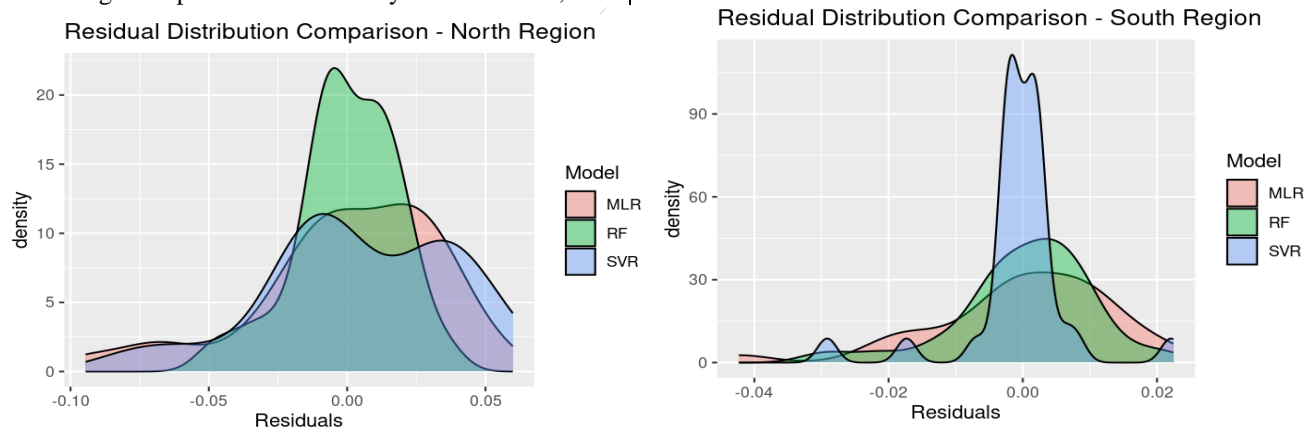 Residual Distribution Comparison - North Region
20
15
10
5
0
density
-0.10
-0.05
0.00
0.05
Residuals
Model
MLR
RF
SVR
Residual Distribution Comparison - South Region
90
60
30
0
density
-0.04
-0.02
0.00
0.02
Residuals
Model
MLR
RF
SVR